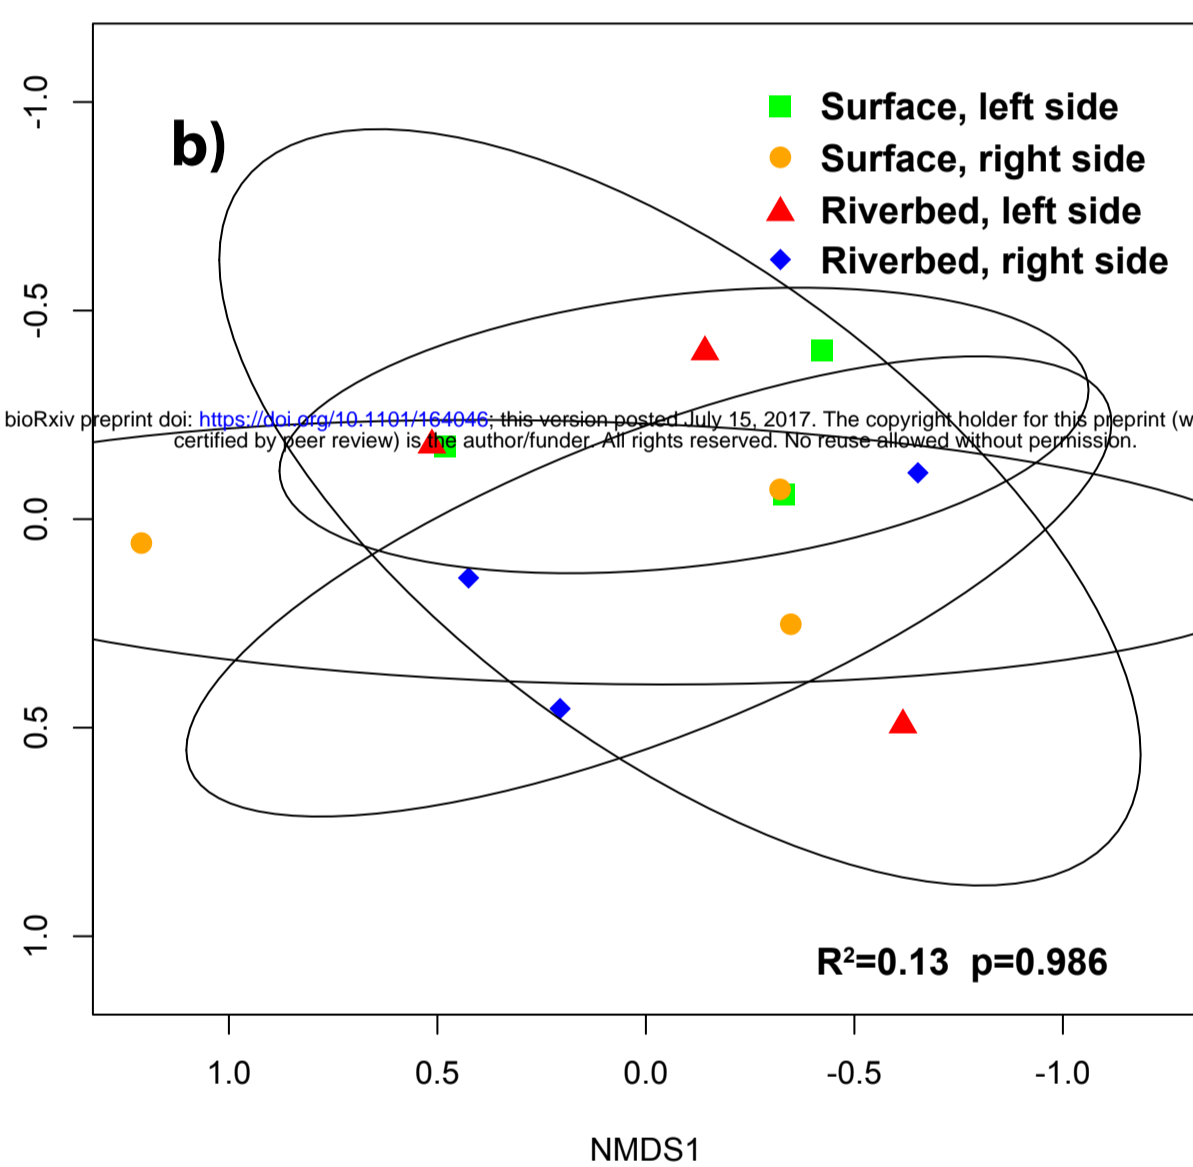 -1.0
b)
Surface, left side
Surface, right side
Riverbed, left side
Riverbed, right side
-0.5
bioRxiv preprint doi: https://doi.org/10.1101/164046; this version posted July 15, 2017. The copyright holder for this preprint (w
certified by peer review) is the author/funder. All rights reserved. No reuse allowed without permission.
0.0
0.5
1.0
R²=0.13 p=0.986
1.0 0.5 0.0 -0.5 -1.0
NMDS1